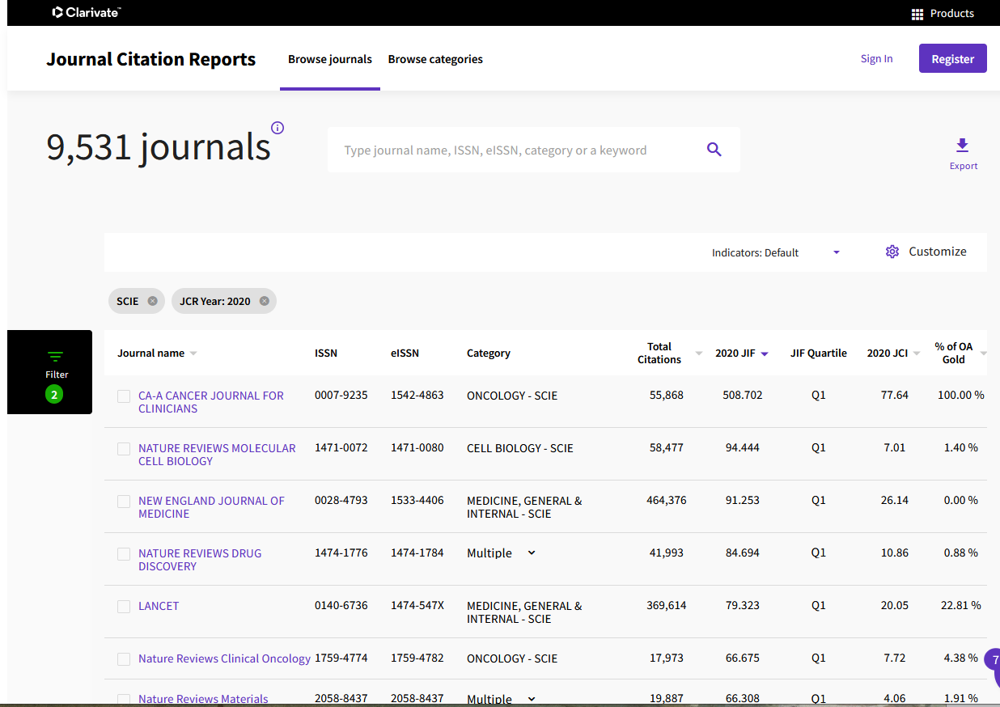 Clarivate™
Products
Journal Citation Reports
Browse journals
Browse categories
Sign In
Register
9,531 journals
Type journal name, ISSN, eISSN, category or a keyword
Export
Indicators: Default
Customize
SCIE
JCR Year: 2020
Filter
2
Journal name ISSN eISSN Category Total Citations 2020 JIF JIF Quartile 2020 JCI % of OA Gold
CA-A CANCER JOURNAL FOR 0007-9235 1542-4863 ONCOLOGY - SCIE 55,868 508.702 Q1 77.64 100.00 %
CLINICIANS
NATURE REVIEWS MOLECULAR 1471-0072 1471-0080 CELL BIOLOGY - SCIE 58,477 94.444 Q1 7.01 1.40 %
CELL BIOLOGY
NEW ENGLAND JOURNAL OF 0028-4793 1533-4406 MEDICINE, GENERAL & 464,376 91.253 Q1 26.14 0.00 %
MEDICINE INTERNAL - SCIE
NATURE REVIEWS DRUG 1474-1776 1474-1784 Multiple 41,993 84.694 Q1 10.86 0.88 %
DISCOVERY
LANCET 0140-6736 1474-547X MEDICINE, GENERAL & 369,614 79.323 Q1 20.05 22.81 %
INTERNAL - SCIE
Nature Reviews Clinical Oncology 1759-4774 1759-4782 ONCOLOGY - SCIE 17,973 66.675 Q1 7.72 4.38 %
7
Nature Reviews Materials 2058-8437 2058-8437 Multiple 19,887 66.308 Q1 4.06 1.91 %